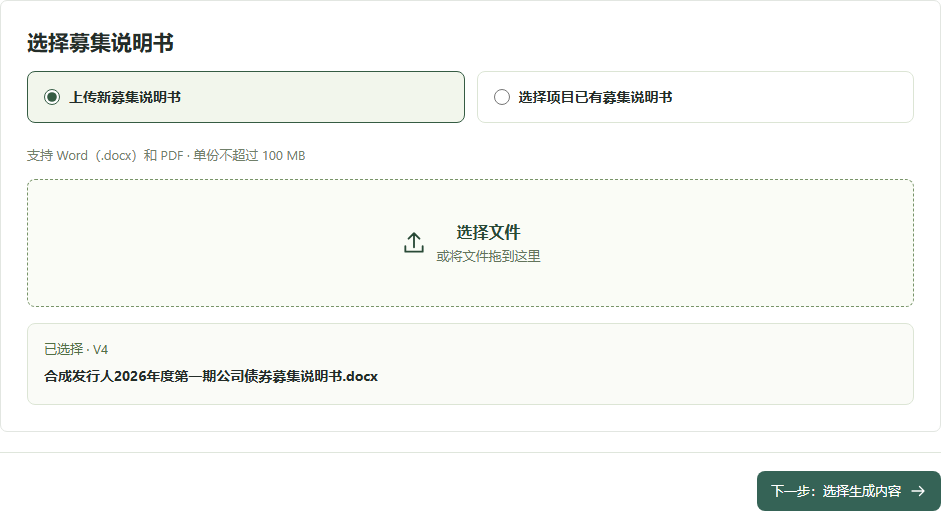 选择募集说明书
上传新募集说明书
选择项目已有募集说明书
支持 Word（.docx）和 PDF · 单份不超过 100 MB
选择文件
或将文件拖到这里
已选择 · V4
合成发行人2026年度第一期公司债券募集说明书.docx
下一步：选择生成内容 →